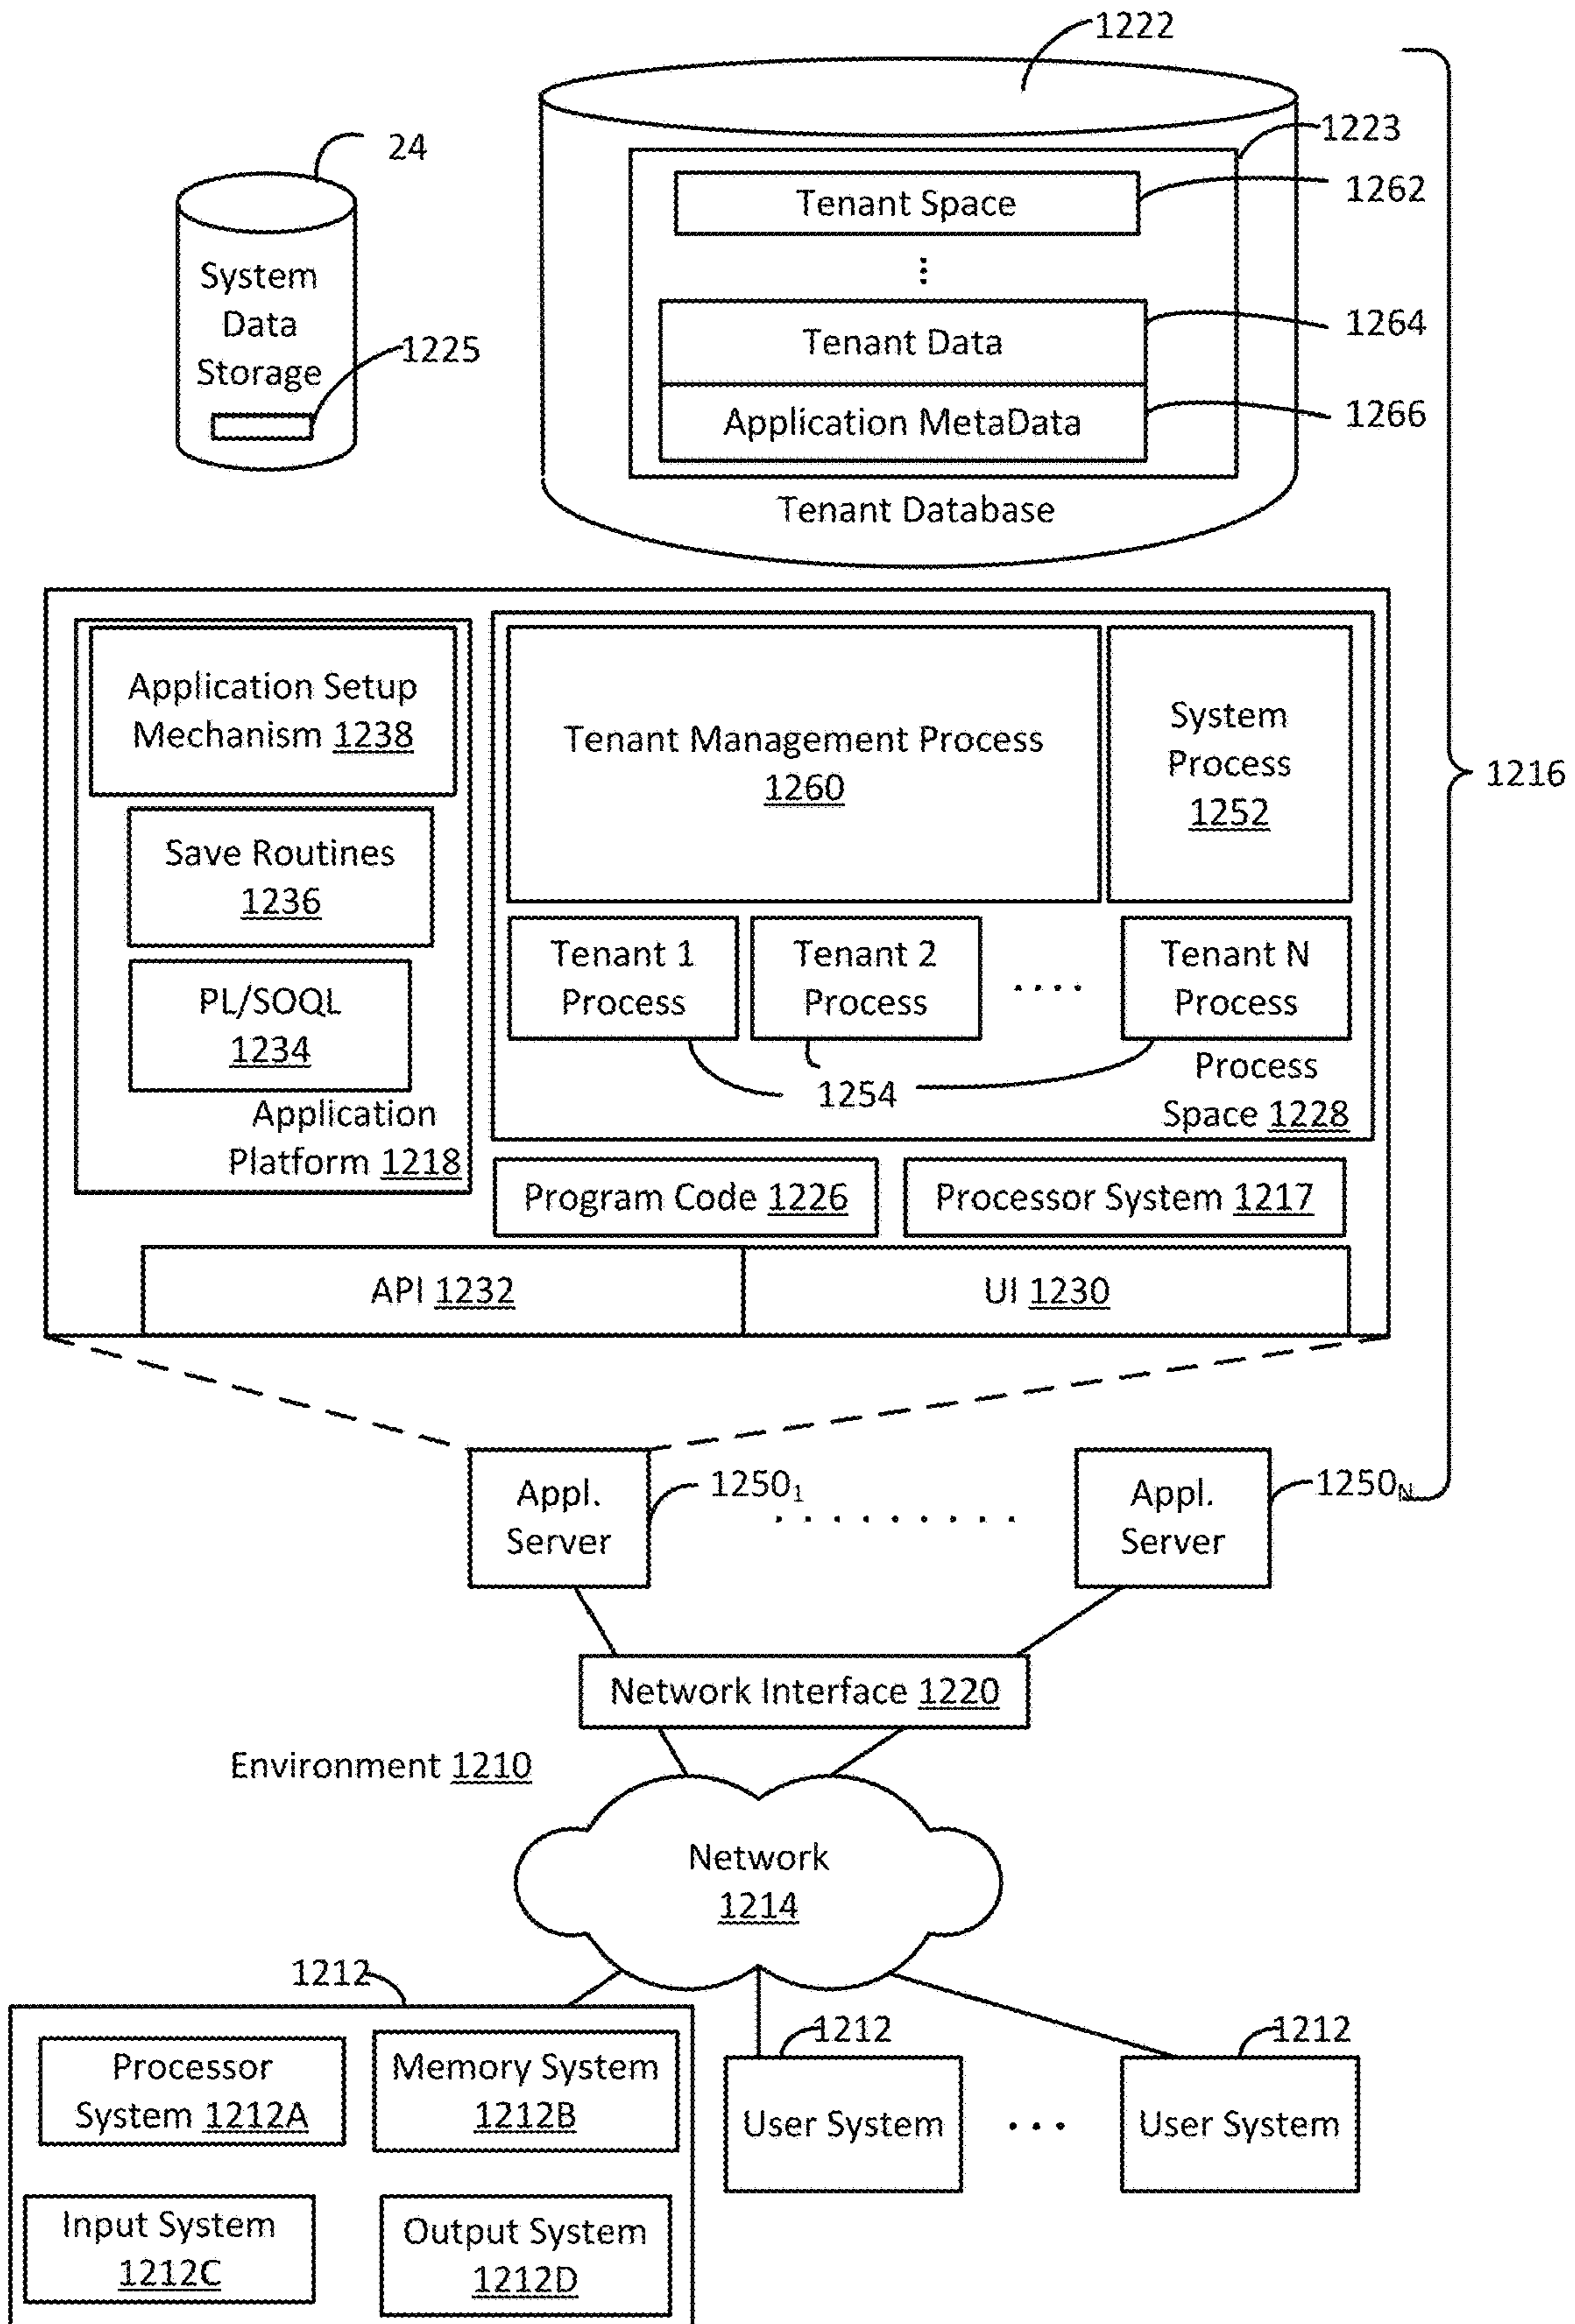 1222
24
1223
1262
Tenant Space
System
Data
Storage
1225
1264
Tenant Data
1266
Application MetaData
Tenant Database
Application Setup
Mechanism 1238
Tenant Management Process
1260
System
Process
1252
1216
Save Routines
1236
Tenant 1
Process
Tenant 2
Process
Tenant N
Process
PL/SOQL
1234
1254
Process
Space 1228
Application
Platform 1218
Program Code 1226
Processor System 1217
API 1232
UI 1230
Appl.
Server
1250₁
Appl.
Server
1250N
Network Interface 1220
Environment 1210
Network
1214
1212
1212
1212
Processor
System 1212A
Memory System
1212B
User System
User System
Input System
1212C
Output System
1212D